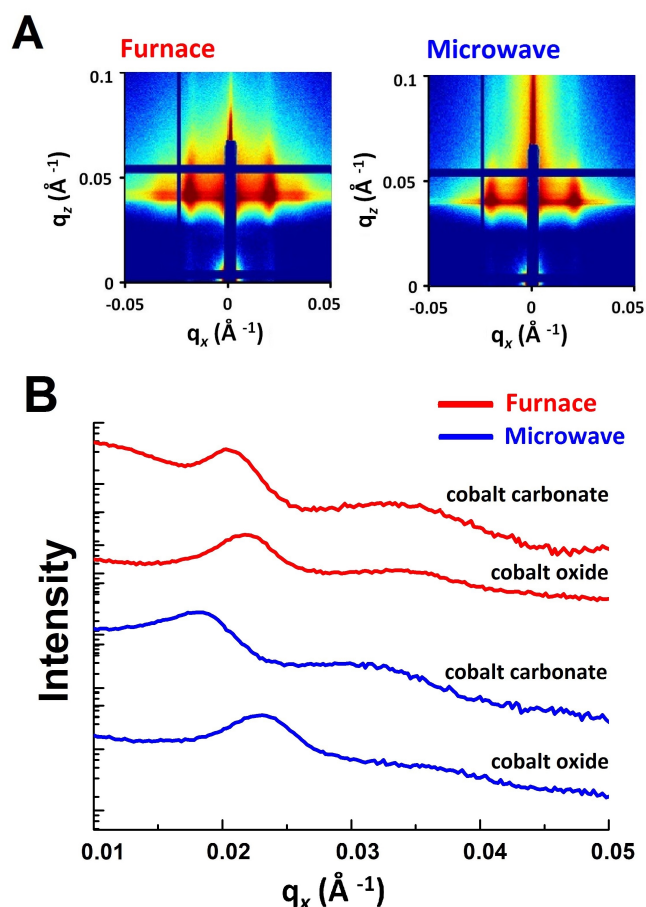 A
Furnace
Microwave
0.1
0.05
0
-0.05
0
0.05
q_z (Å -1)
q_x (Å -1)
0.1
0.05
0
-0.05
0
0.05
q_z (Å -1)
q_x (Å -1)
B
Furnace
Microwave
cobalt carbonate
cobalt oxide
cobalt carbonate
cobalt oxide
Intensity
0.01
0.02
0.03
0.04
0.05
q_x (Å -1)